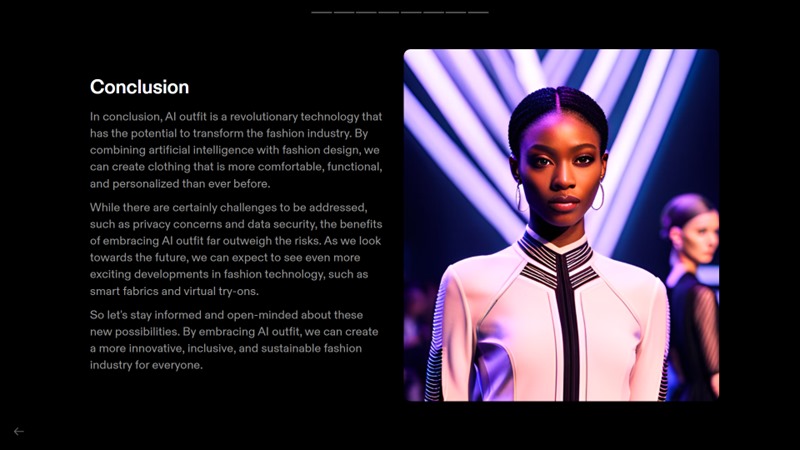 Conclusion
In conclusion, AI outfit is a revolutionary technology that
has the potential to transform the fashion industry. By
combining artificial intelligence with fashion design, we
can create clothing that is more comfortable, functional,
and personalized than ever before.
While there are certainly challenges to be addressed,
such as privacy concerns and data security, the benefits
of embracing AI outfit far outweigh the risks. As we look
towards the future, we can expect to see even more
exciting developments in fashion technology, such as
smart fabrics and virtual try-ons.
So let's stay informed and open-minded about these
new possibilities. By embracing AI outfit, we can create
a more innovative, inclusive, and sustainable fashion
industry for everyone.